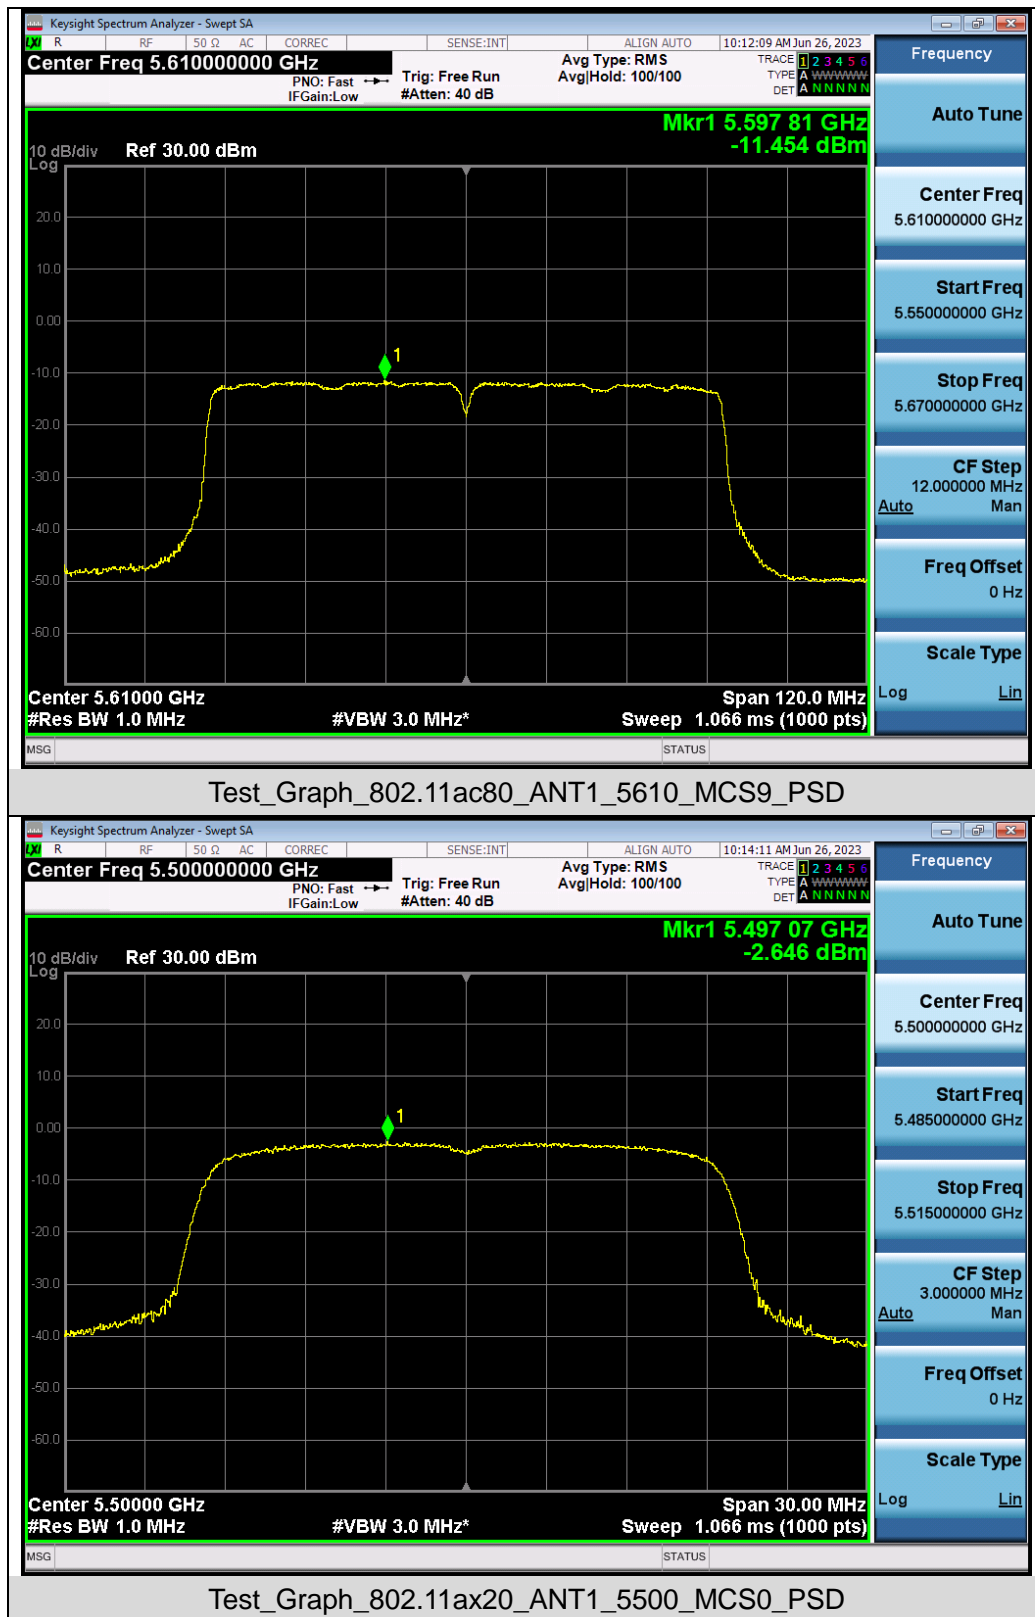 Keysight Spectrum Analyzer - Swept SA
LXI R RF 50 Ω AC CORREC SENSE:INT ALIGN AUTO 10:12:09 AM Jun 26, 2023
Center Freq 5.610000000 GHz
PNO: Fast
IFGain:Low
Trig: Free Run
#Atten: 40 dB
Avg Type: RMS
Avg|Hold: 100/100
TRACE 1 2 3 4 5 6
TYPE A WWWWW
DET A N N N N N
Mkr1 5.597 81 GHz
-11.454 dBm
10 dB/div Ref 30.00 dBm
Log
20.0
10.0
0.00
1
-10.0
-20.0
-30.0
-40.0
-50.0
-60.0
Center 5.61000 GHz Span 120.0 MHz
#Res BW 1.0 MHz #VBW 3.0 MHz* Sweep 1.066 ms (1000 pts)
MSG STATUS
Frequency
Auto Tune
Center Freq
5.610000000 GHz
Start Freq
5.550000000 GHz
Stop Freq
5.670000000 GHz
CF Step
12.000000 MHz
Auto Man
Freq Offset
0 Hz
Scale Type
Log Lin
Test_Graph_802.11ac80_ANT1_5610_MCS9_PSD
Keysight Spectrum Analyzer - Swept SA
LXI R RF 50 Ω AC CORREC SENSE:INT ALIGN AUTO 10:14:11 AM Jun 26, 2023
Center Freq 5.500000000 GHz
PNO: Fast
IFGain:Low
Trig: Free Run
#Atten: 40 dB
Avg Type: RMS
Avg|Hold: 100/100
TRACE 1 2 3 4 5 6
TYPE A WWWWW
DET A N N N N N
Mkr1 5.497 07 GHz
-2.646 dBm
10 dB/div Ref 30.00 dBm
Log
20.0
10.0
0.00
1
-10.0
-20.0
-30.0
-40.0
-50.0
-60.0
Center 5.50000 GHz Span 30.00 MHz
#Res BW 1.0 MHz #VBW 3.0 MHz* Sweep 1.066 ms (1000 pts)
MSG STATUS
Frequency
Auto Tune
Center Freq
5.500000000 GHz
Start Freq
5.485000000 GHz
Stop Freq
5.515000000 GHz
CF Step
3.000000 MHz
Auto Man
Freq Offset
0 Hz
Scale Type
Log Lin
Test_Graph_802.11ax20_ANT1_5500_MCS0_PSD